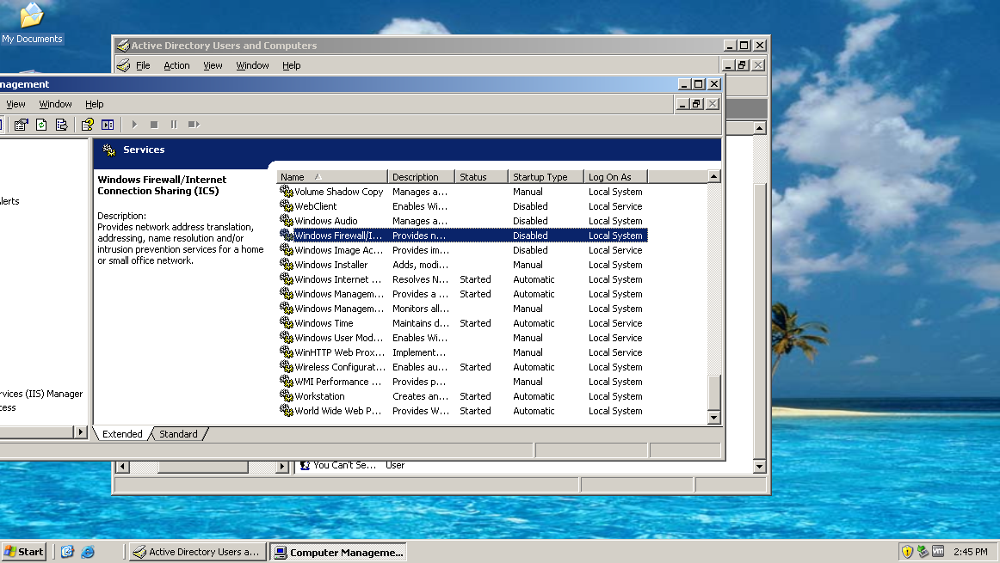 My Documents
Active Directory Users and Computers
File Action View Window Help
nagement
View Window Help
Services
Windows Firewall/Internet
Connection Sharing (ICS)
Description:
Provides network address translation,
addressing, name resolution and/or
intrusion prevention services for a home
or small office network.
lerts
rvices (IIS) Manager
cess
Name Description Status Startup Type Log On As
Volume Shadow Copy Manages a... Manual Local System
WebClient Enables Wi... Disabled Local Service
Windows Audio Manages a... Disabled Local System
Windows Firewall/I... Provides n... Disabled Local System
Windows Image Ac... Provides im... Disabled Local Service
Windows Installer Adds, modi... Manual Local System
Windows Internet ... Resolves N... Started Automatic Local System
Windows Managem... Provides a ... Started Automatic Local System
Windows Managem... Monitors all... Manual Local System
Windows Time Maintains d... Started Automatic Local Service
Windows User Mod... Enables Wi... Manual Local Service
WinHTTP Web Prox... Implement... Manual Local Service
Wireless Configurat... Enables au... Started Automatic Local System
WMI Performance ... Provides p... Manual Local System
Workstation Creates an... Started Automatic Local System
World Wide Web P... Provides W... Started Automatic Local System
Extended Standard
You Can't Se... User
Start Active Directory Users a... Computer Manageme... vm 2:45 PM